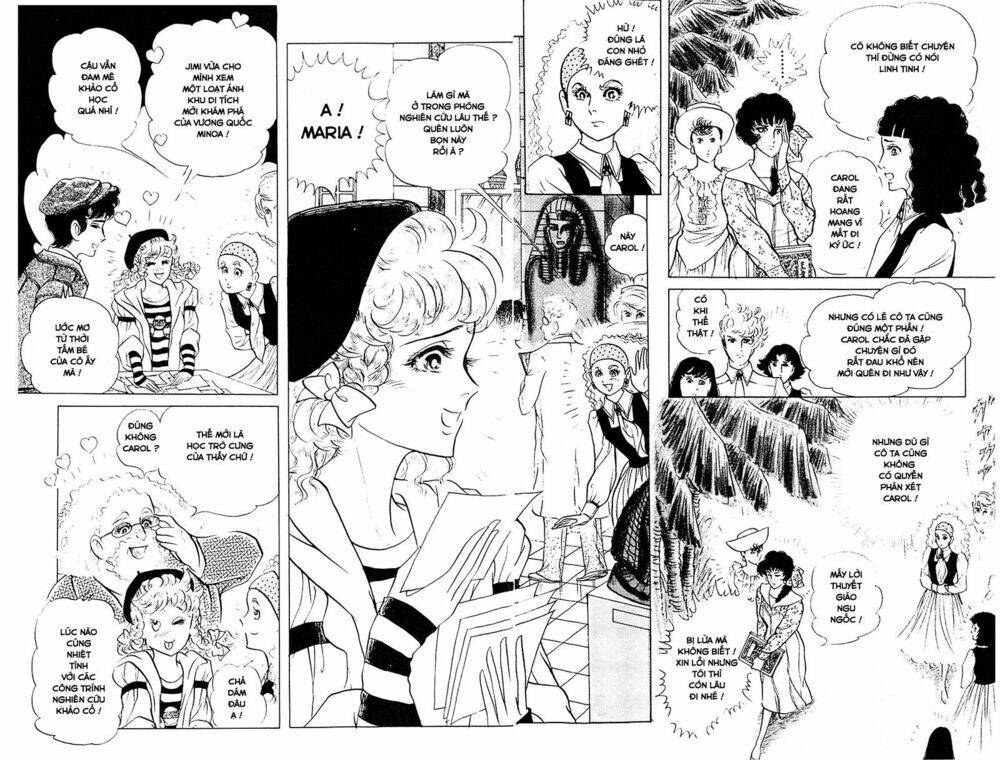 CÔ KHÔNG BIẾT CHUYỆN
THÌ ĐỪNG CÓ NÓI
LINH TINH !
CAROL
ĐANG
RẤT
HOANG
MANG VÌ
MẤT ĐI
KÝ ỨC !
HỪ !
ĐÚNG LÀ
CON NHỎ
ĐÁNG GHÉT !
NHƯNG CÓ LẼ CÔ TA CŨNG
ĐÚNG MỘT PHẦN !
CAROL CHẮC ĐÃ GẶP
CHUYỆN GÌ ĐÓ
RẤT ĐAU KHỔ NÊN
MỚI QUÊN ĐI NHƯ VẬY !
CÓ
KHI
THẾ
THẬT !
NHƯNG DÙ GÌ
CÔ TA CŨNG
KHÔNG
CÓ QUYỀN
PHÁN XÉT
CAROL !
MẤY LỜI
THUYẾT
GIÁO
NGU
NGỐC !
BỊ LỪA MÀ
KHÔNG BIẾT !
XIN LỖI NHƯNG
TÔI THÌ
CÒN LÂU
ĐI NHÉ !
NÀY
CAROL !
LÀM GÌ MÀ
Ở TRONG PHÒNG
NGHIÊN CỨU LÂU THẾ ?
QUÊN LUÔN
BỌN NÀY
RỒI À ?
A !
MARIA !
JIMI VỪA CHO
MÌNH XEM
MỘT LOẠT ẢNH
KHU DI TÍCH
MỚI KHÁM PHÁ
CỦA VƯƠNG QUỐC
MINOA !
CẬU VẪN
ĐAM MÊ
KHẢO CỔ
HỌC
QUÁ NHỈ !
ƯỚC MƠ
TỪ THỜI
TẤM BÉ
CỦA CÔ ẤY
MÀ !
THẾ MỚI LÀ
HỌC TRÒ CƯNG
CỦA THẦY CHỨ !
ĐÚNG
KHÔNG
CAROL ?
LÚC NÀO
CŨNG
NHIỆT
TÌNH
VỚI CÁC
CÔNG TRÌNH
NGHIÊN CỨU
KHẢO CỔ !
CHẢ
DÁM
ĐÂU
Ạ !